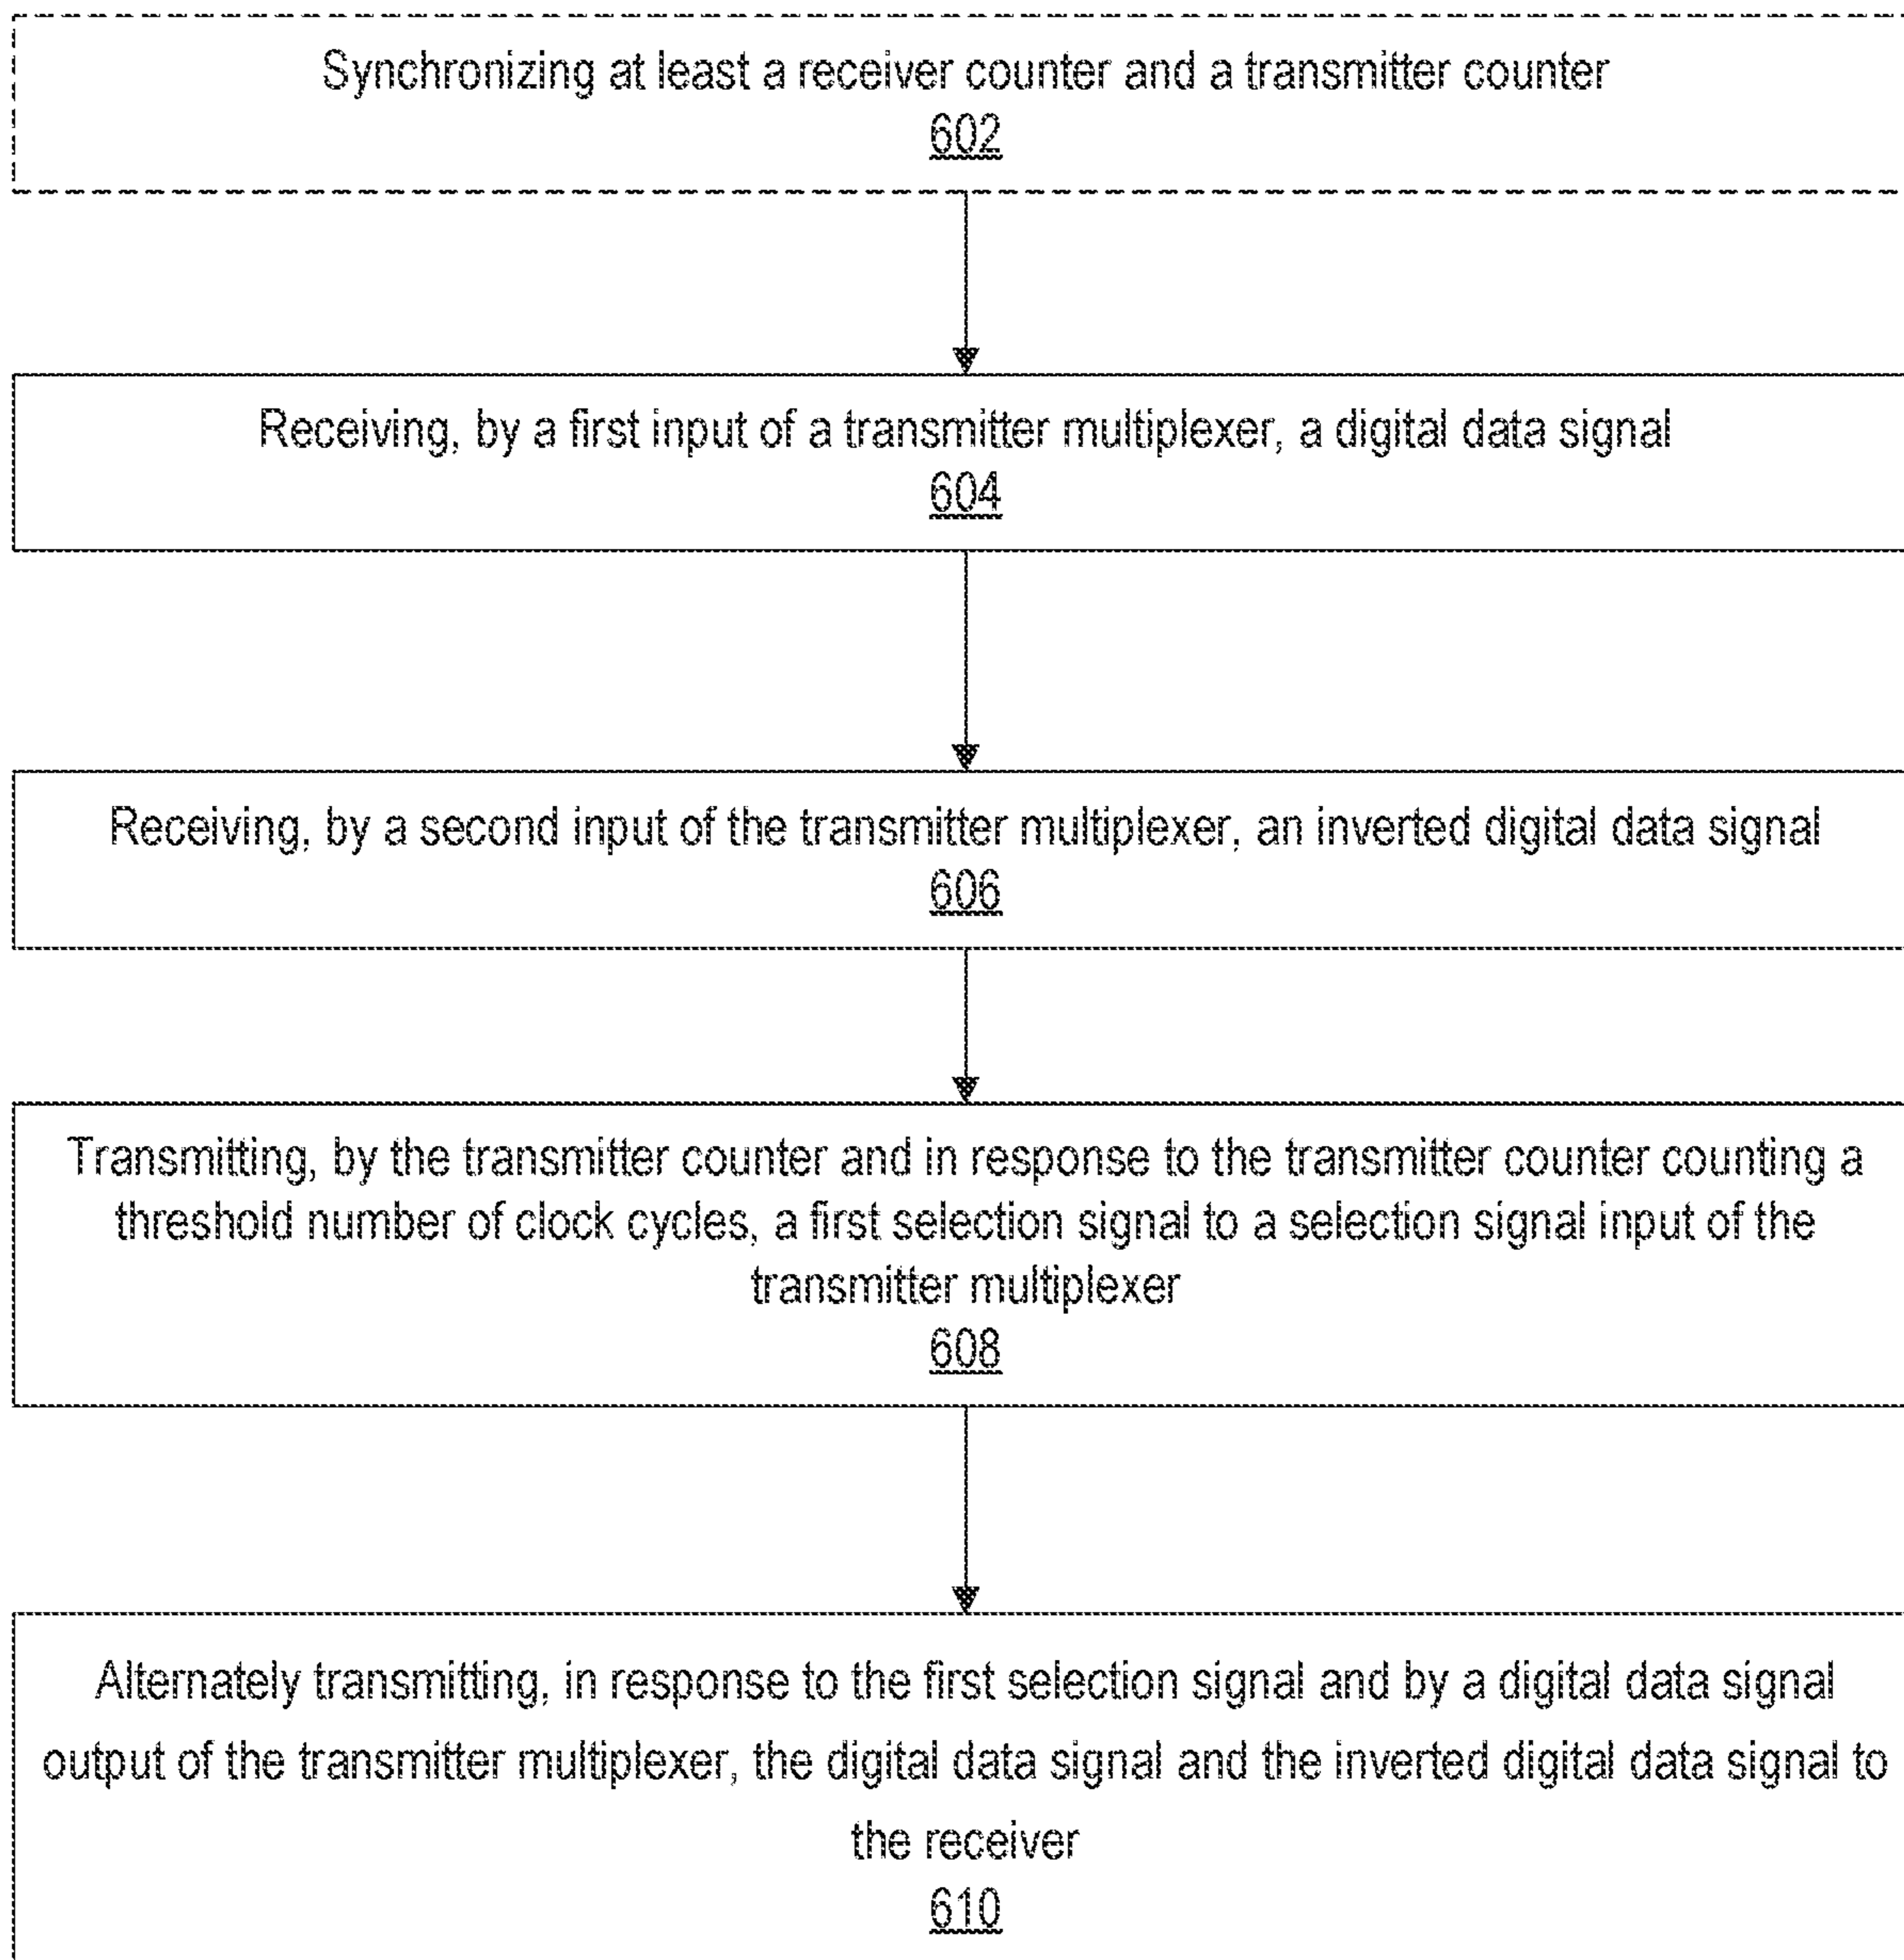 Synchronizing at least a receiver counter and a transmitter counter
602
Receiving, by a first input of a transmitter multiplexer, a digital data signal
604
Receiving, by a second input of the transmitter multiplexer, an inverted digital data signal
606
Transmitting, by the transmitter counter and in response to the transmitter counter counting a
threshold number of clock cycles, a first selection signal to a selection signal input of the
transmitter multiplexer
608
Alternately transmitting, in response to the first selection signal and by a digital data signal
output of the transmitter multiplexer, the digital data signal and the inverted digital data signal to
the receiver
610